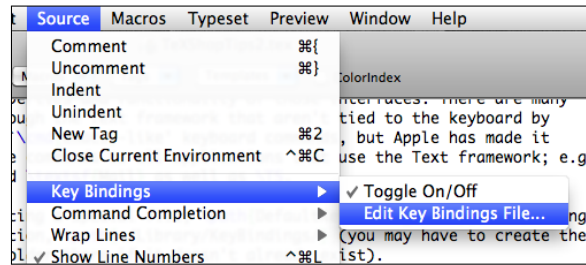 t Source Macros Typeset Preview Window Help
Comment ⌘{
Uncomment ⌘}
ColorIndex
Indent
Unindent
interfaces. There are many
New Tag ⌘2
tied to the keyboard by
, but Apple has made it
Close Current Environment ^⌘C
use the Text framework; e.g
Key Bindings ▶
✓ Toggle On/Off
Command Completion ▶
Edit Key Bindings File...
Wrap Lines ▶
(you may have to create the
✓ Show Line Numbers ^⌘L
ist).